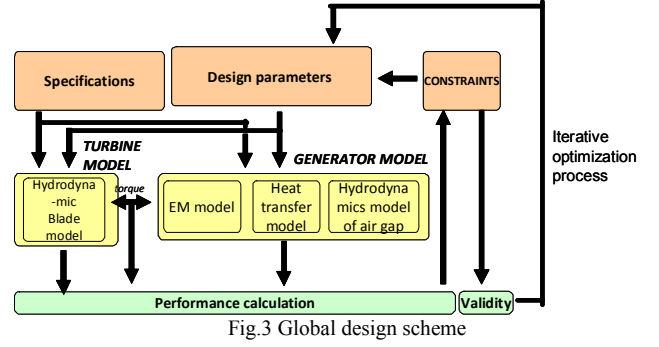 Specifications
Design parameters
CONSTRAINTS
Iterative
optimization
process
TURBINE
MODEL
GENERATOR MODEL
Hydrodyna
-mic
Blade
model
torque
EM model
Heat
transfer
model
Hydrodyna
mics model
of air gap
Performance calculation
Validity
Fig.3 Global design scheme